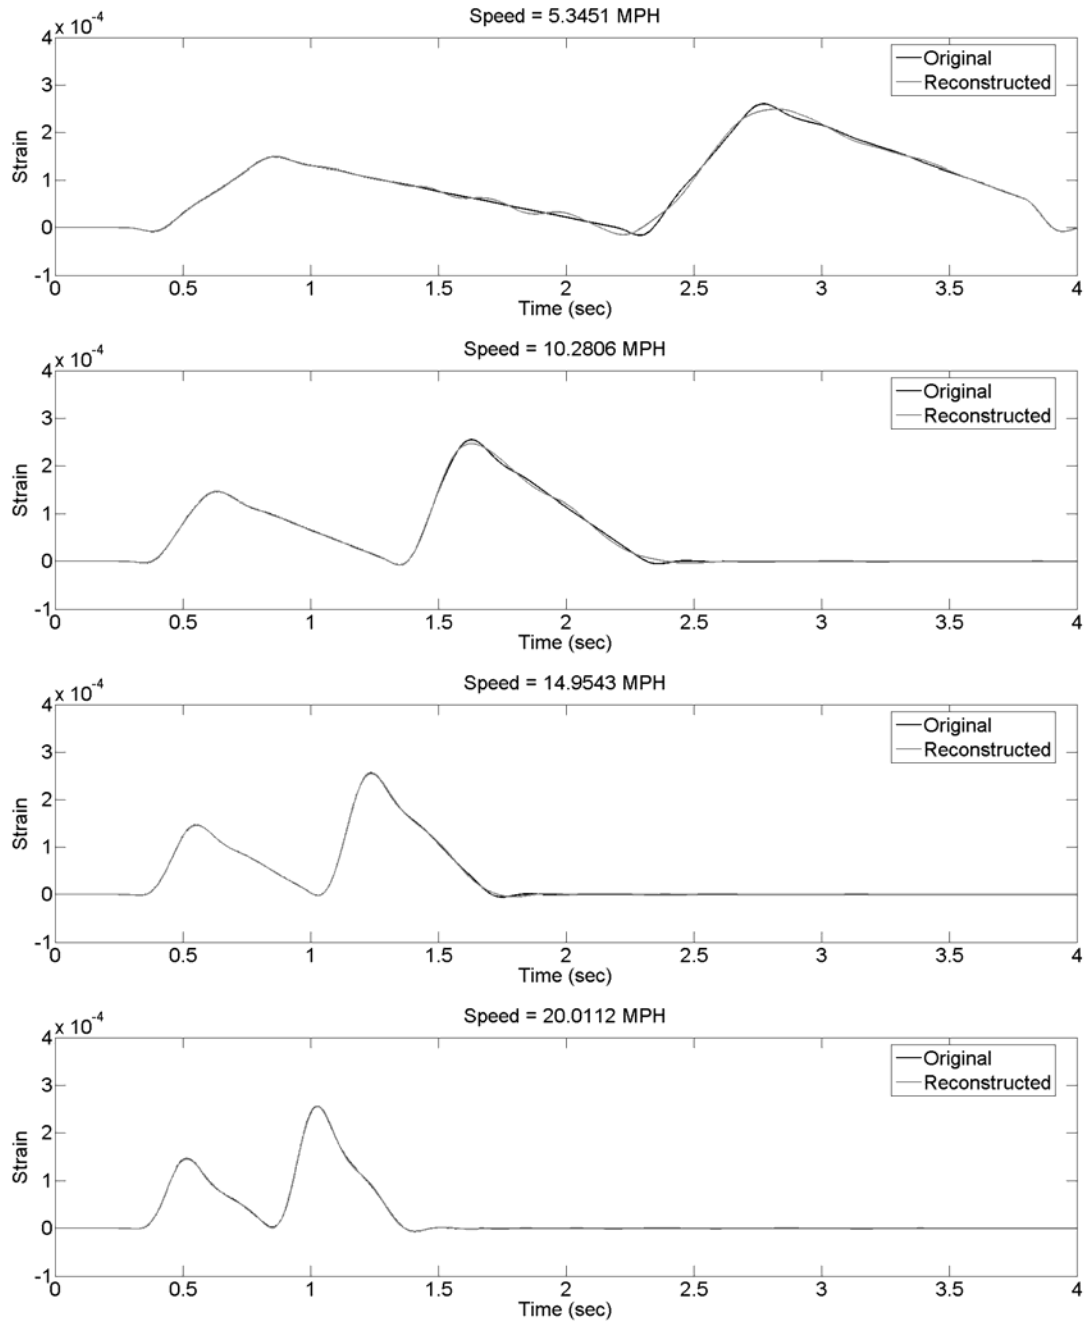 Speed = 5.3451 MPH
x 10-4
4
3
2
1
0
-1
Strain
Original
Reconstructed
0 0.5 1 1.5 2 2.5 3 3.5 4
Time (sec)
Speed = 10.2806 MPH
x 10-4
4
3
2
1
0
-1
Strain
Original
Reconstructed
0 0.5 1 1.5 2 2.5 3 3.5 4
Time (sec)
Speed = 14.9543 MPH
x 10-4
4
3
2
1
0
-1
Strain
Original
Reconstructed
0 0.5 1 1.5 2 2.5 3 3.5 4
Time (sec)
Speed = 20.0112 MPH
x 10-4
4
3
2
1
0
-1
Strain
Original
Reconstructed
0 0.5 1 1.5 2 2.5 3 3.5 4
Time (sec)